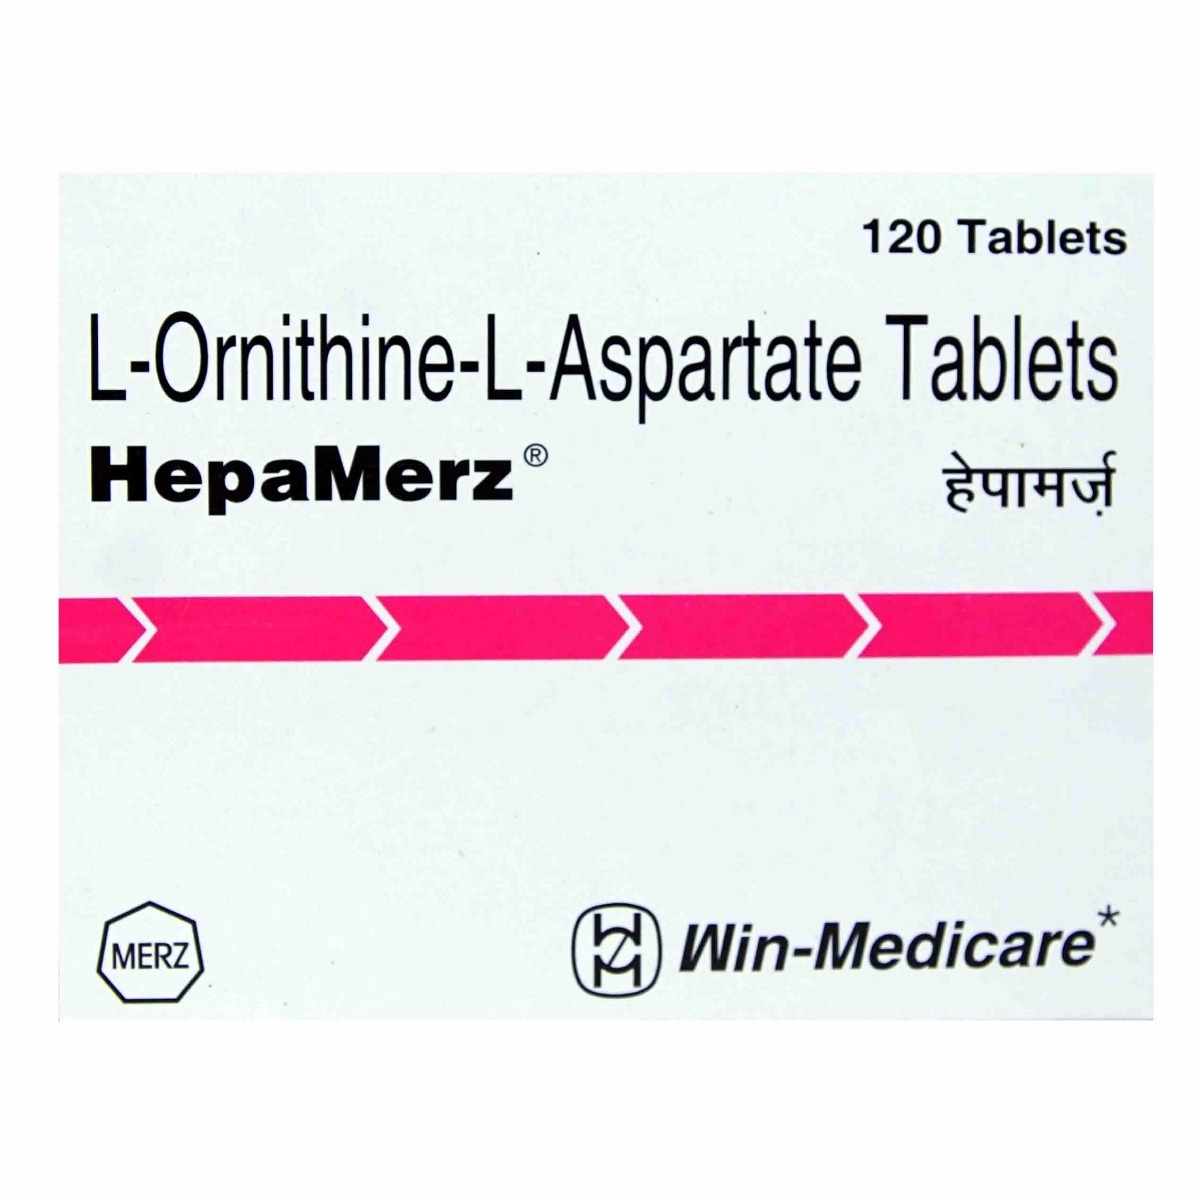 120 Tablets
L-Ornithine-L-Aspartate Tablets
HepaMerz®
हेपामर्ज़
MERZ
Win-Medicare*